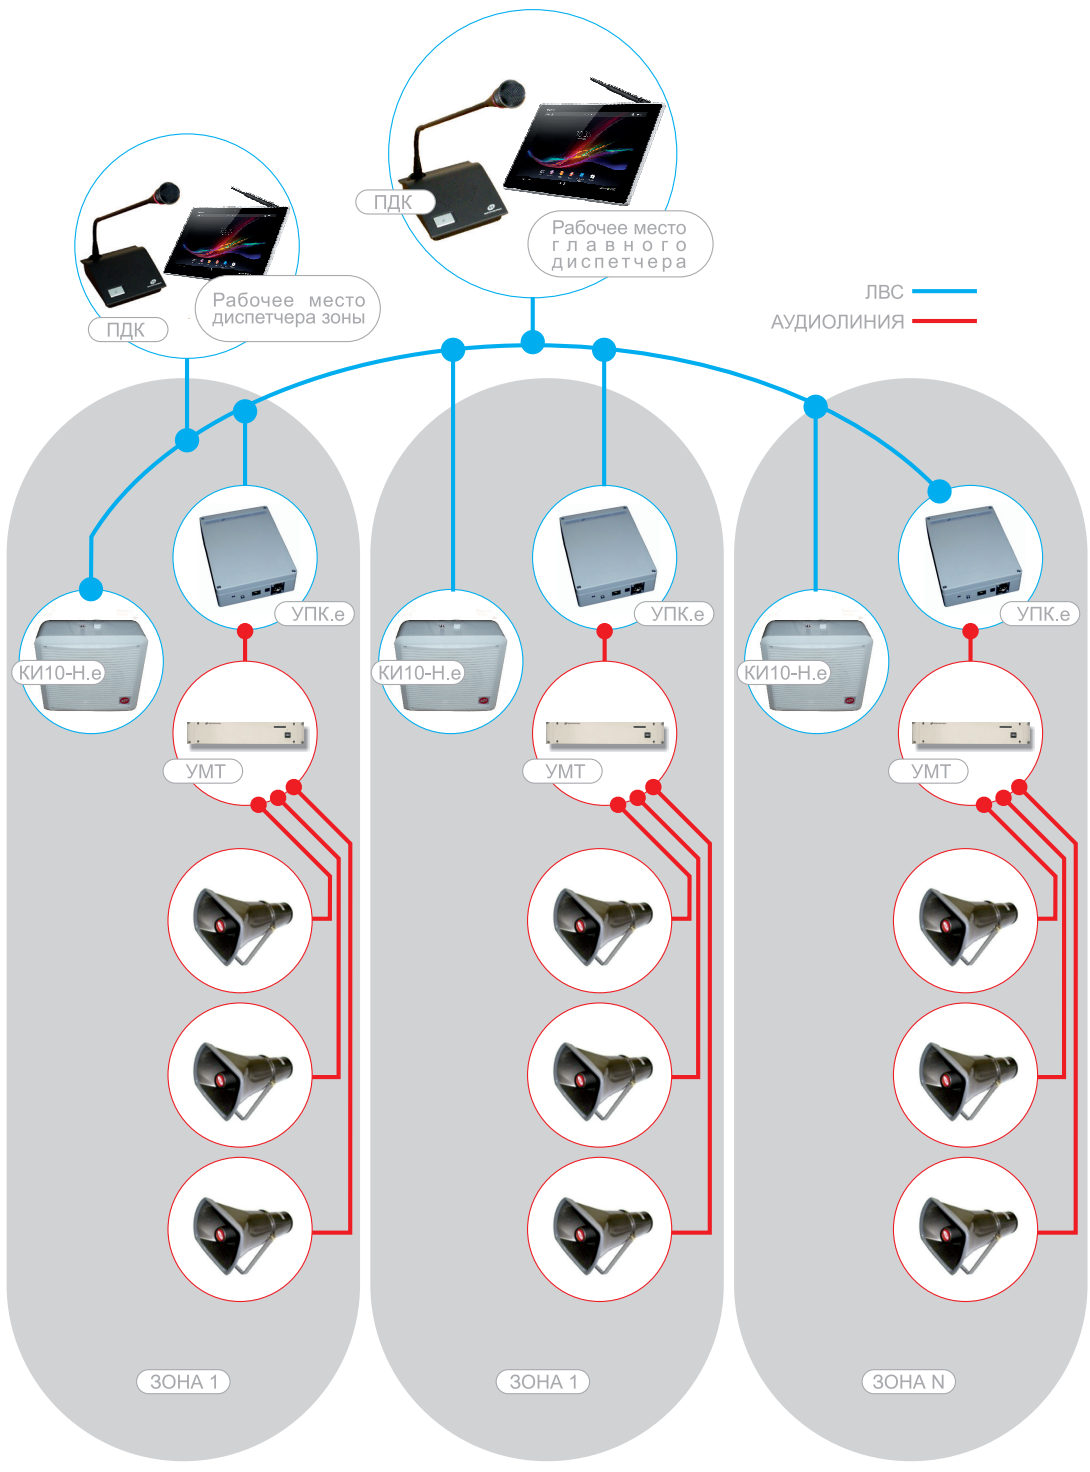 ПДК
Рабочее место
главного
диспетчера
ПДК
Рабочее место
диспетчера зоны
ЛВС
АУДИОЛИНИЯ
УПК.е
УПК.е
УПК.е
КИ10-Н.е
КИ10-Н.е
КИ10-Н.е
УМТ
УМТ
УМТ
ЗОНА 1
ЗОНА 1
ЗОНА N